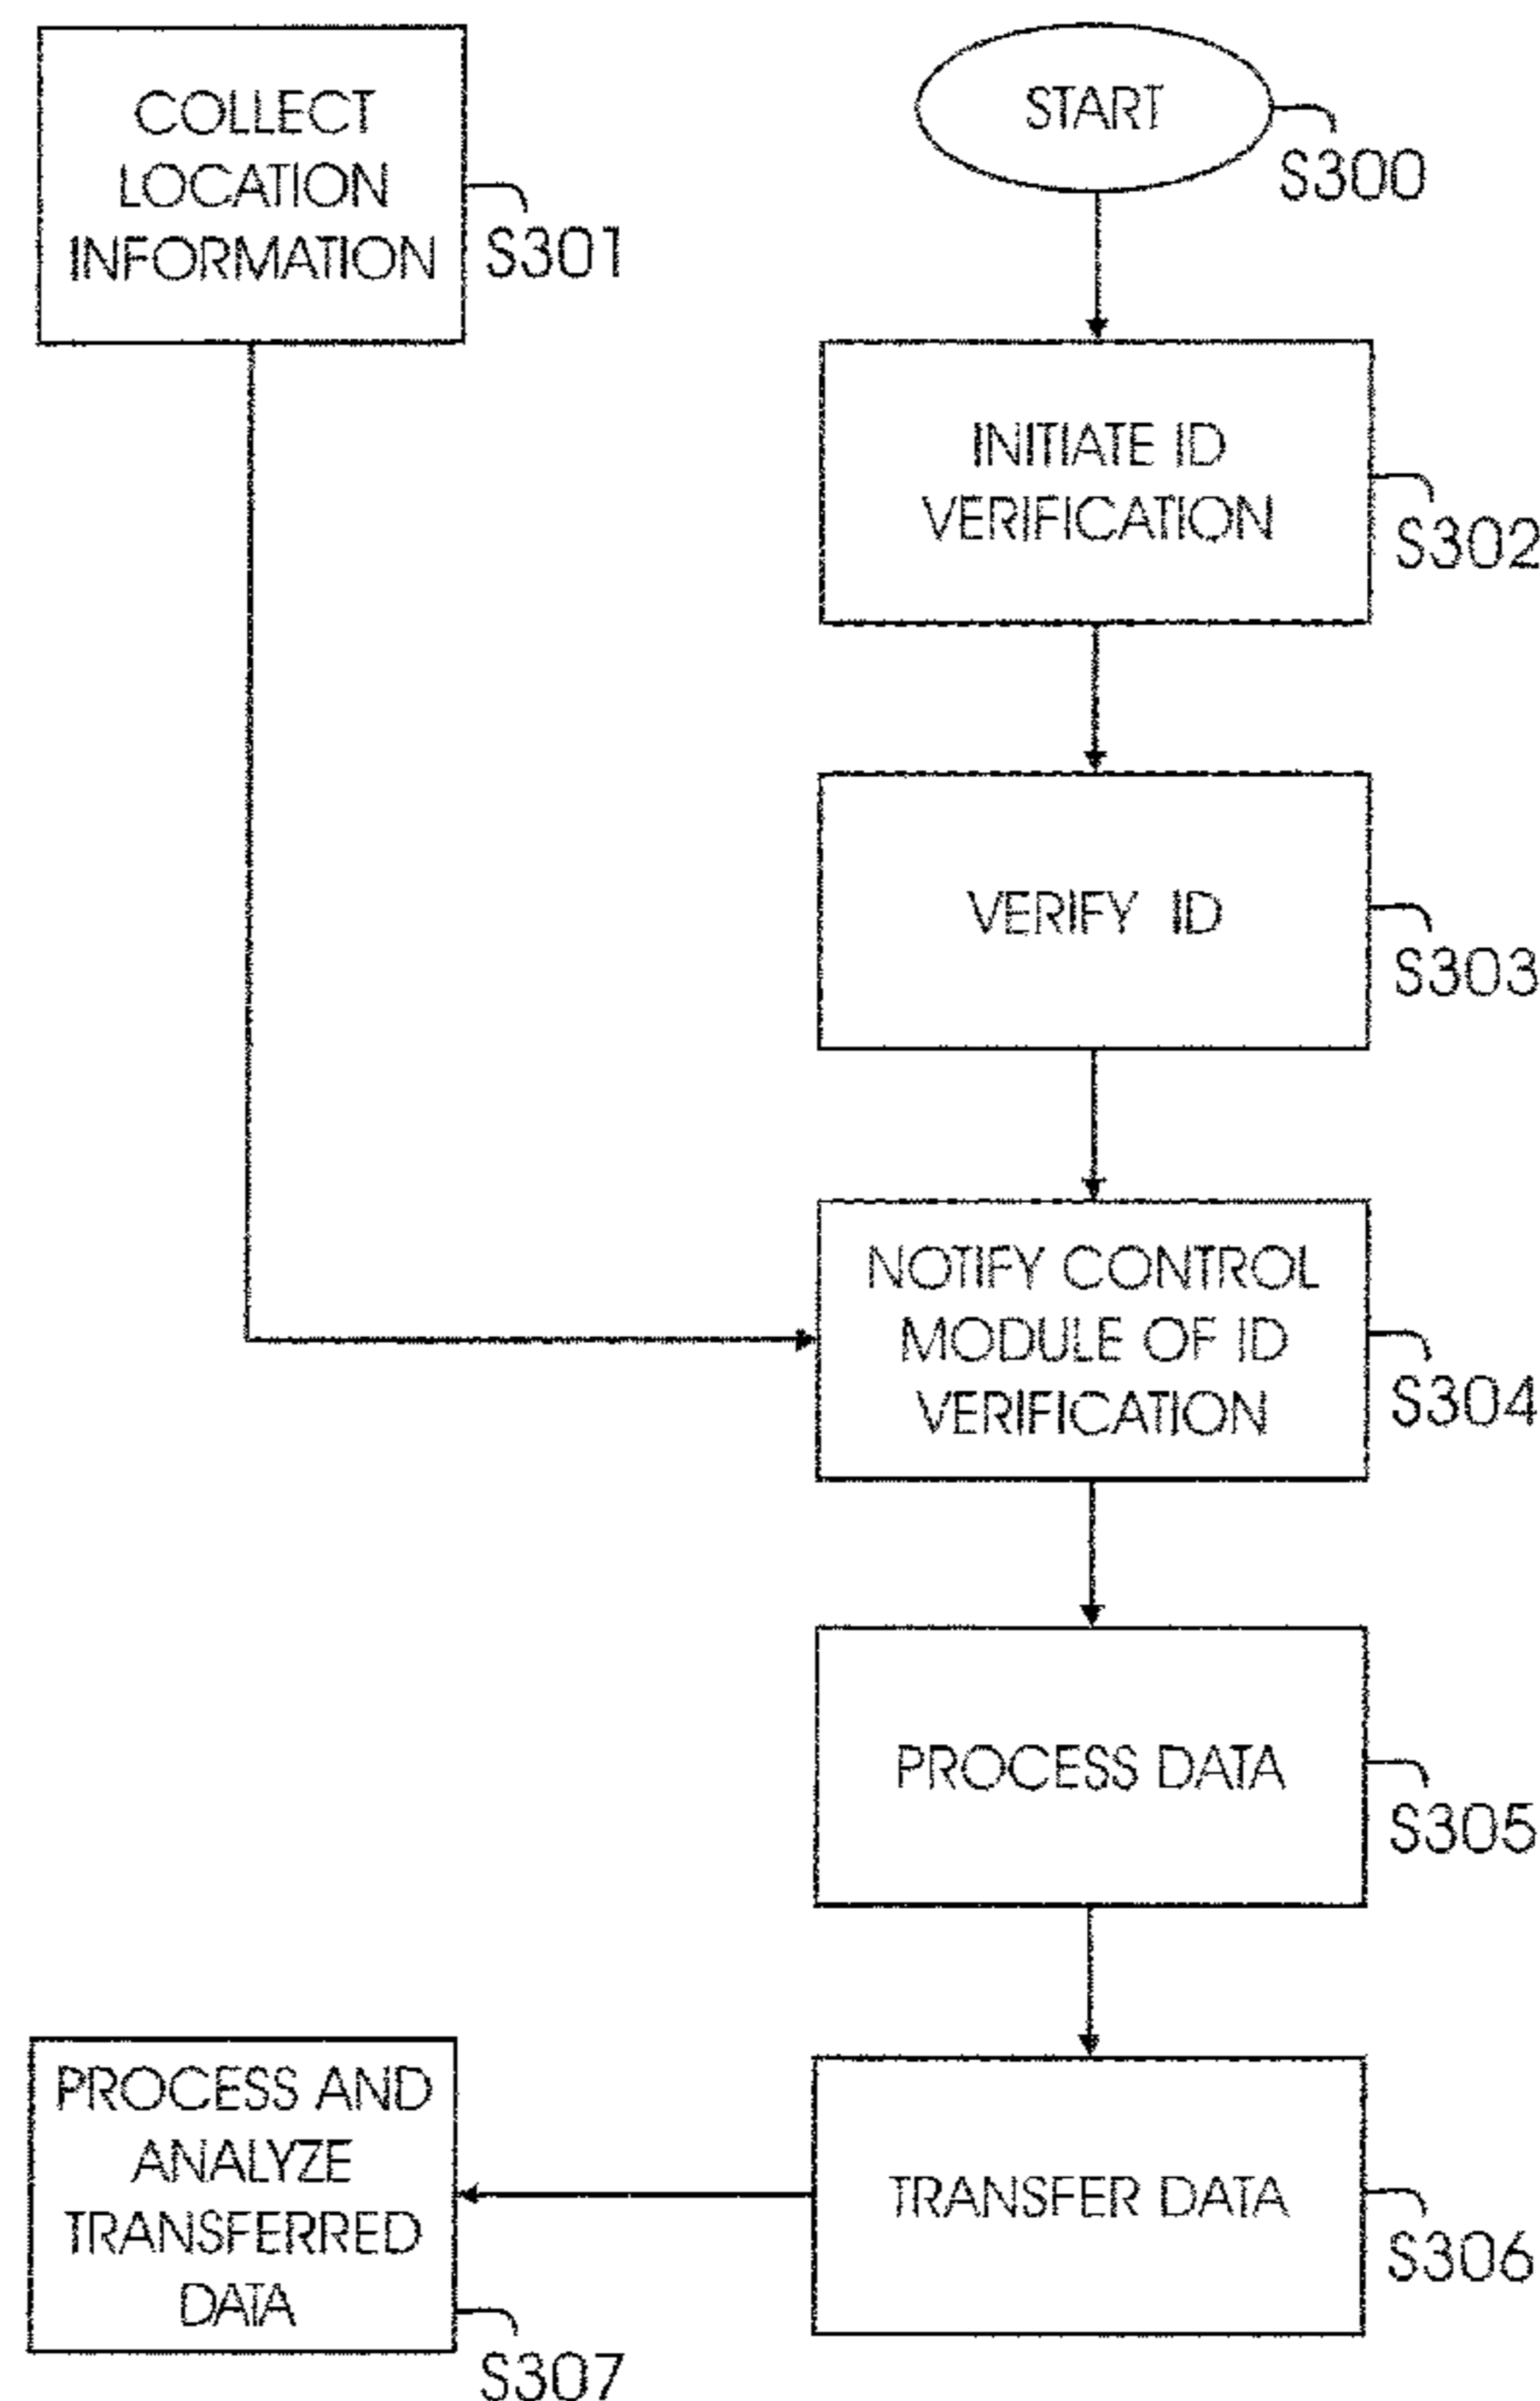 COLLECT
LOCATION
INFORMATION
S301
START
S300
INITIATE ID
VERIFICATION
S302
VERIFY ID
S303
NOTIFY CONTROL
MODULE OF ID
VERIFICATION
S304
PROCESS DATA
S305
TRANSFER DATA
S306
PROCESS AND
ANALYZE
TRANSFERRED
DATA
S307